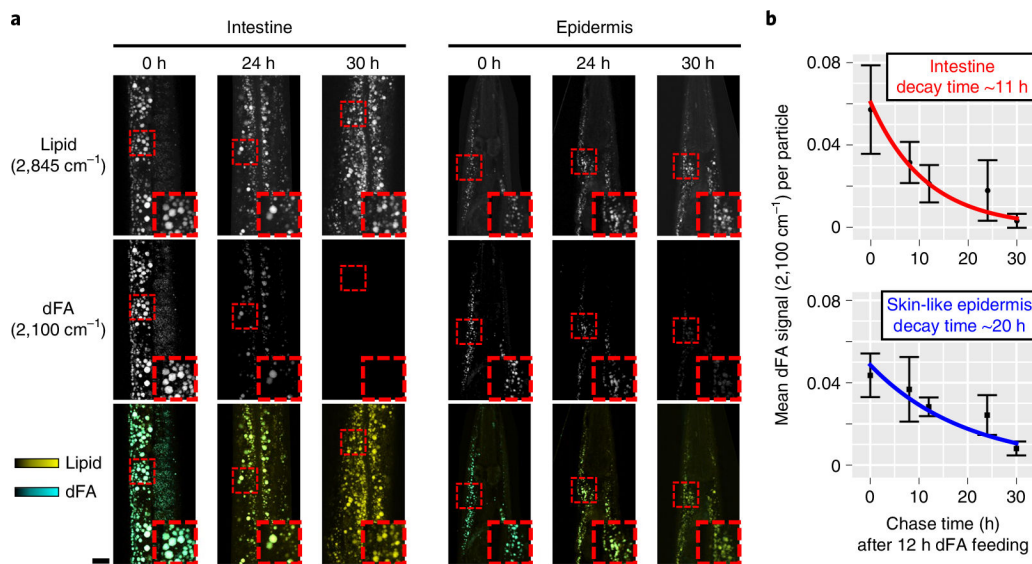 a
Intestine
Epidermis
0 h
24 h
30 h
0 h
24 h
30 h
Lipid
(2,845 cm⁻¹)
dFA
(2,100 cm⁻¹)
Lipid
dFA
b
Mean dFA signal (2,100 cm⁻¹) per particle
0.08
0.04
0
Intestine
decay time ~11 h
0
10
20
30
0.08
0.04
0
Skin-like epidermis
decay time ~20 h
0
10
20
30
Chase time (h)
after 12 h dFA feeding